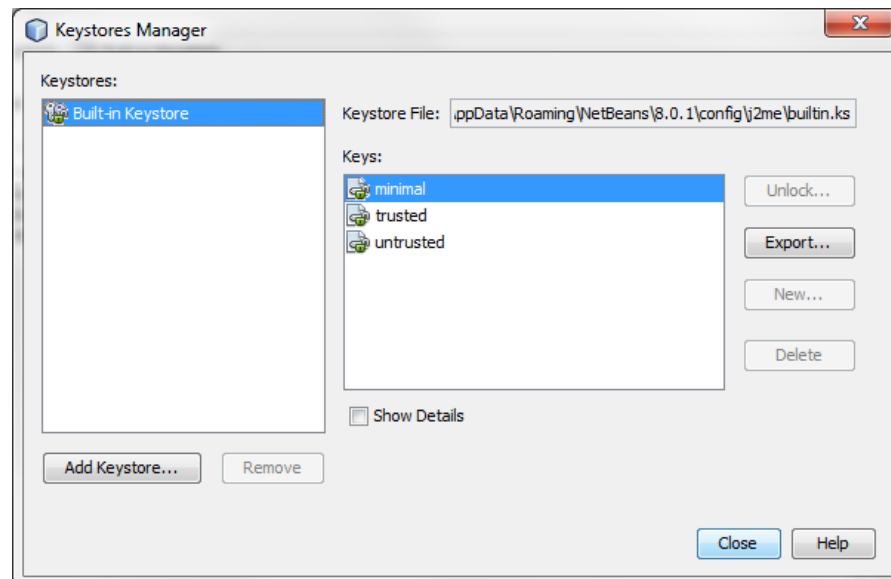 Keystores Manager
Keystores:
Built-in Keystore
Keystore File: .ppData\Roaming\NetBeans\8.0.1\config\j2me\builtin.ks
Keys:
minimal
trusted
untrusted
Unlock...
Export...
New...
Delete
Show Details
Add Keystore...
Remove
Close
Help